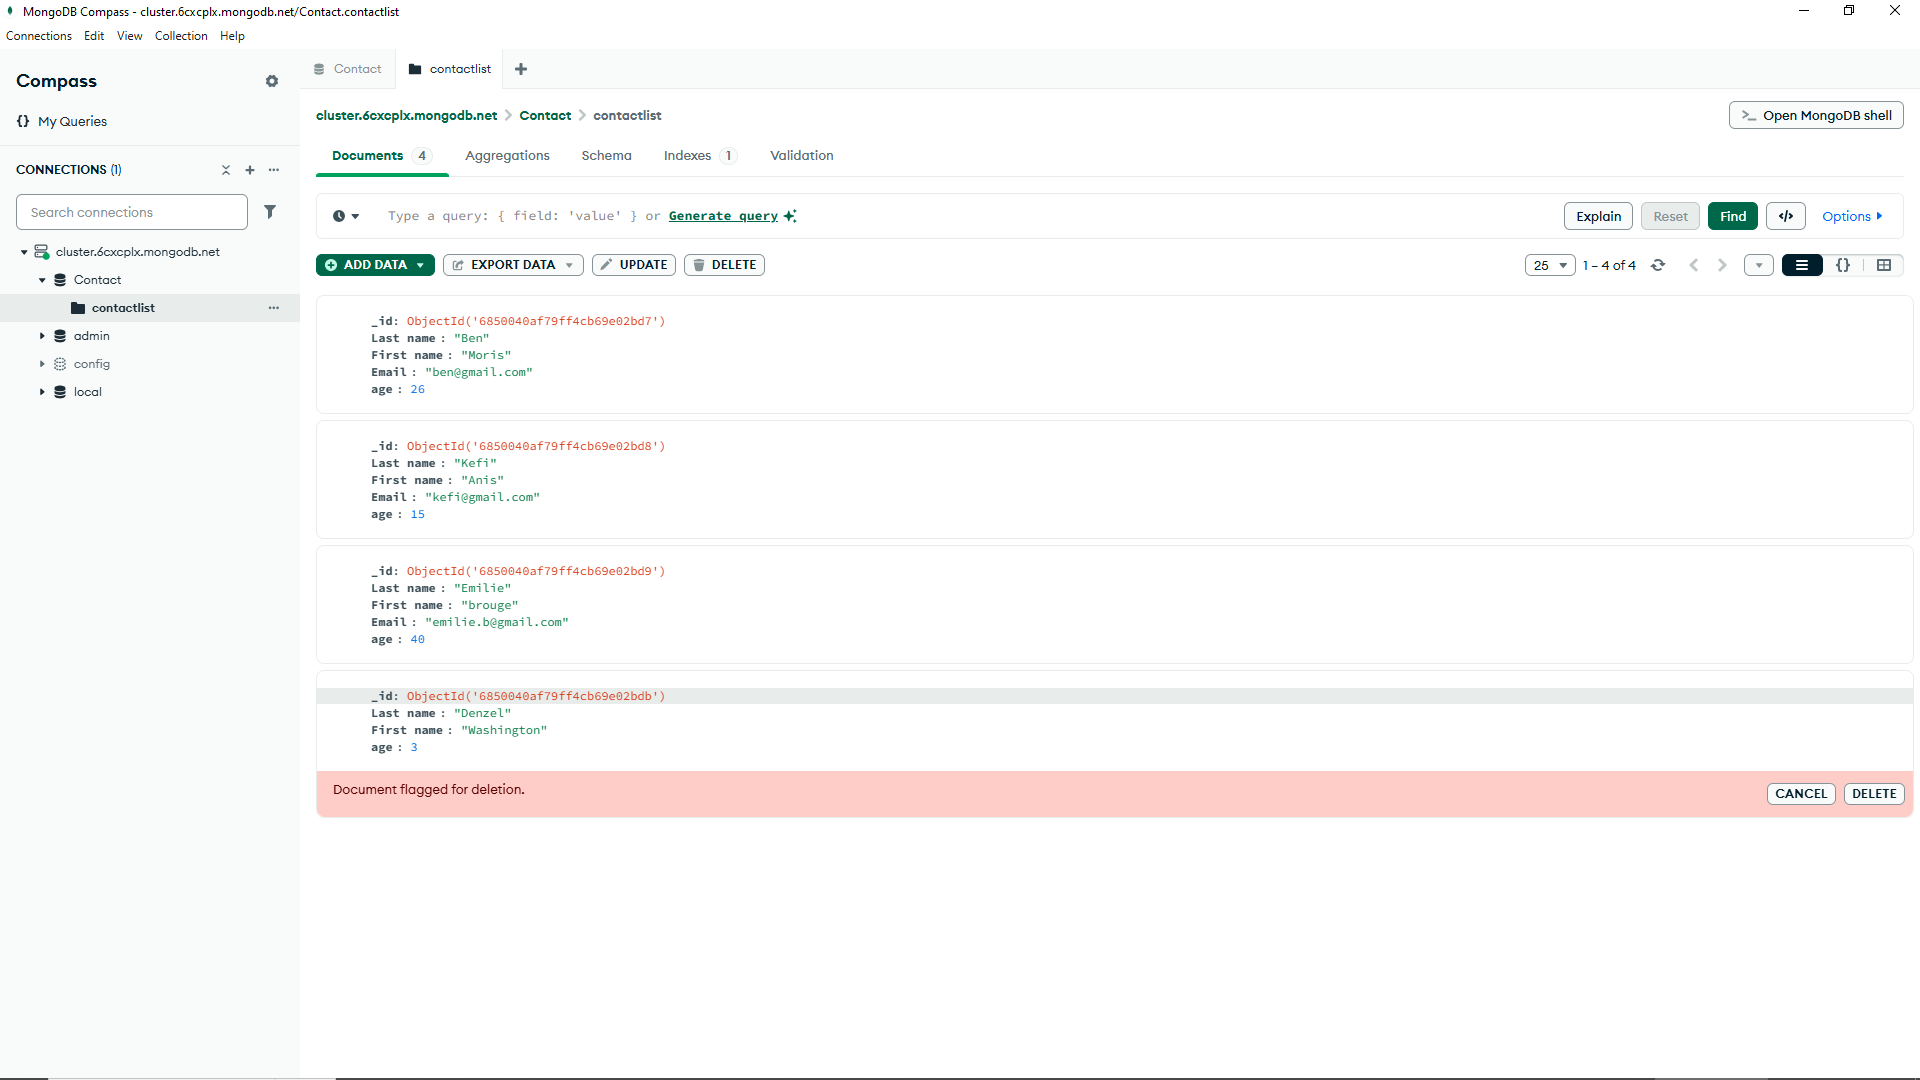 MongoDB Compass - cluster.6cxcplx.mongodb.net/Contact.contactlist
Connections Edit View Collection Help
Compass
{} My Queries
CONNECTIONS (1)
Search connections
cluster.6cxcplx.mongodb.net
Contact
contactlist
admin
config
local
Contact contactlist
cluster.6cxcplx.mongodb.net > Contact > contactlist
>_ Open MongoDB shell
Documents 4 Aggregations Schema Indexes 1 Validation
Type a query: { field: 'value' } or Generate query
Explain Reset Find </> Options
ADD DATA EXPORT DATA UPDATE DELETE
25 1 – 4 of 4 {}
_id: ObjectId('6850040af79ff4cb69e02bd7')
Last name : "Ben"
First name : "Moris"
Email : "ben@gmail.com"
age : 26
_id: ObjectId('6850040af79ff4cb69e02bd8')
Last name : "Kefi"
First name : "Anis"
Email : "kefi@gmail.com"
age : 15
_id: ObjectId('6850040af79ff4cb69e02bd9')
Last name : "Emilie"
First name : "brouge"
Email : "emilie.b@gmail.com"
age : 40
_id: ObjectId('6850040af79ff4cb69e02bdb')
Last name : "Denzel"
First name : "Washington"
age : 3
Document flagged for deletion.
CANCEL DELETE